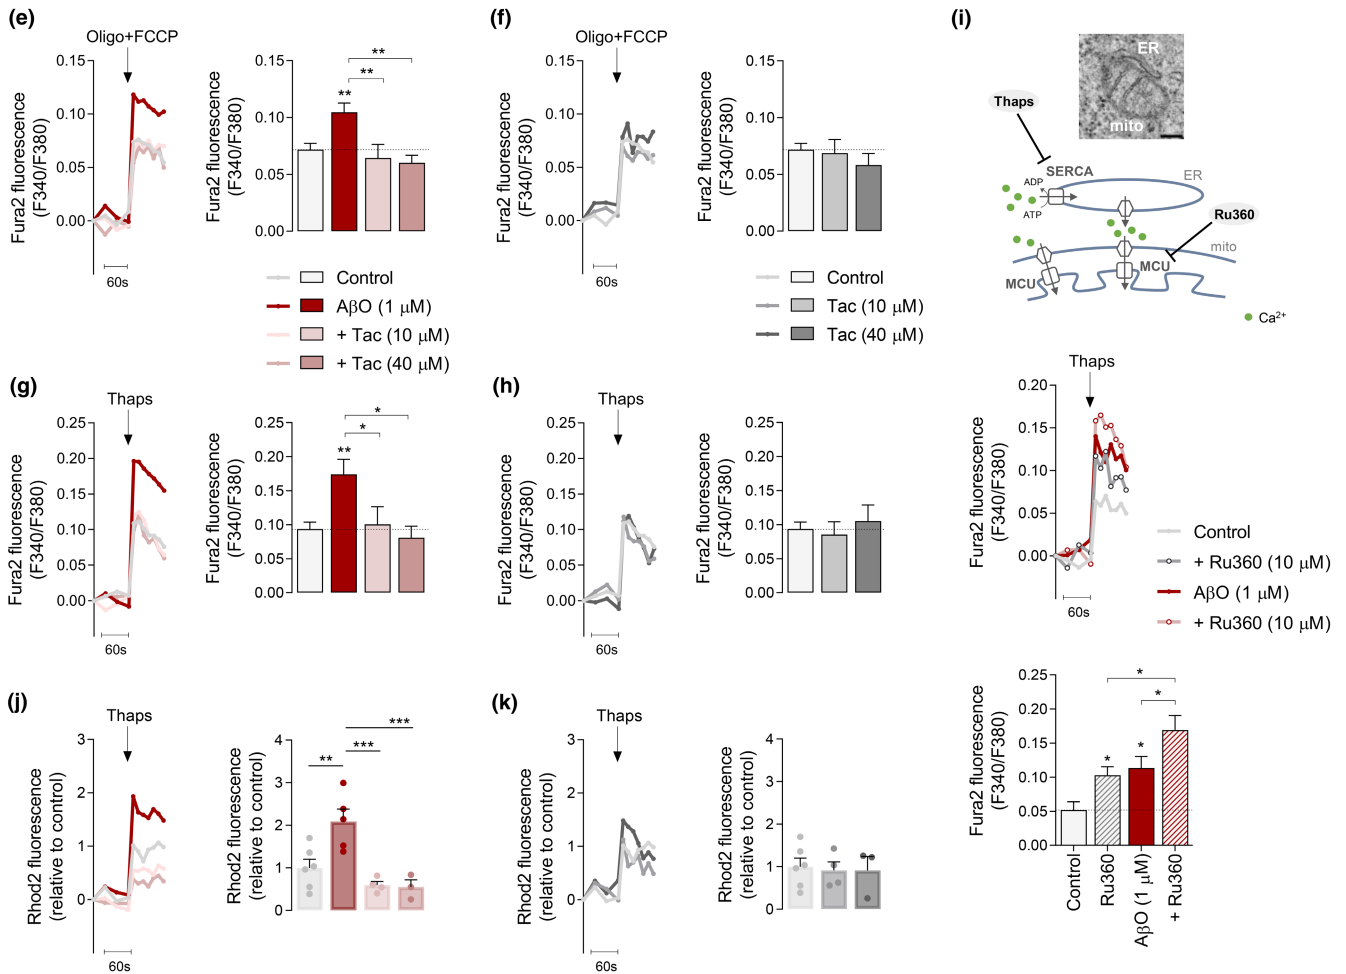 (e)
Oligo+FCCP
Fura2 fluorescence
(F340/F380)
0.15
0.10
0.05
0.00
60s
Fura2 fluorescence
(F340/F380)
0.15
0.10
0.05
0.00
**
**
**
Control
AβO (1 μM)
+ Tac (10 μM)
+ Tac (40 μM)
(f)
Oligo+FCCP
Fura2 fluorescence
(F340/F380)
0.15
0.10
0.05
0.00
60s
Fura2 fluorescence
(F340/F380)
0.15
0.10
0.05
0.00
Control
Tac (10 μM)
Tac (40 μM)
(g)
Thaps
Fura2 fluorescence
(F340/F380)
0.25
0.20
0.15
0.10
0.05
0.00
60s
Fura2 fluorescence
(F340/F380)
0.25
0.20
0.15
0.10
0.05
0.00
*
*
**
(h)
Thaps
Fura2 fluorescence
(F340/F380)
0.25
0.20
0.15
0.10
0.05
0.00
60s
Fura2 fluorescence
(F340/F380)
0.25
0.20
0.15
0.10
0.05
0.00
(i)
ER
mito
Thaps
SERCA
ADP
ATP
ER
Ru360
mito
MCU
MCU
Ca2+
Thaps
Fura2 fluorescence
(F340/F380)
0.20
0.15
0.10
0.05
0.00
60s
Control
+ Ru360 (10 μM)
AβO (1 μM)
+ Ru360 (10 μM)
Fura2 fluorescence
(F340/F380)
0.25
0.20
0.15
0.10
0.05
0.00
*
*
*
*
Control
Ru360
AβO (1 μM)
+ Ru360
(j)
Thaps
Rhod2 fluorescence
(relative to control)
3
2
1
0
60s
Rhod2 fluorescence
(relative to control)
4
3
2
1
0
***
***
**
(k)
Thaps
Rhod2 fluorescence
(relative to control)
3
2
1
0
60s
Rhod2 fluorescence
(relative to control)
4
3
2
1
0